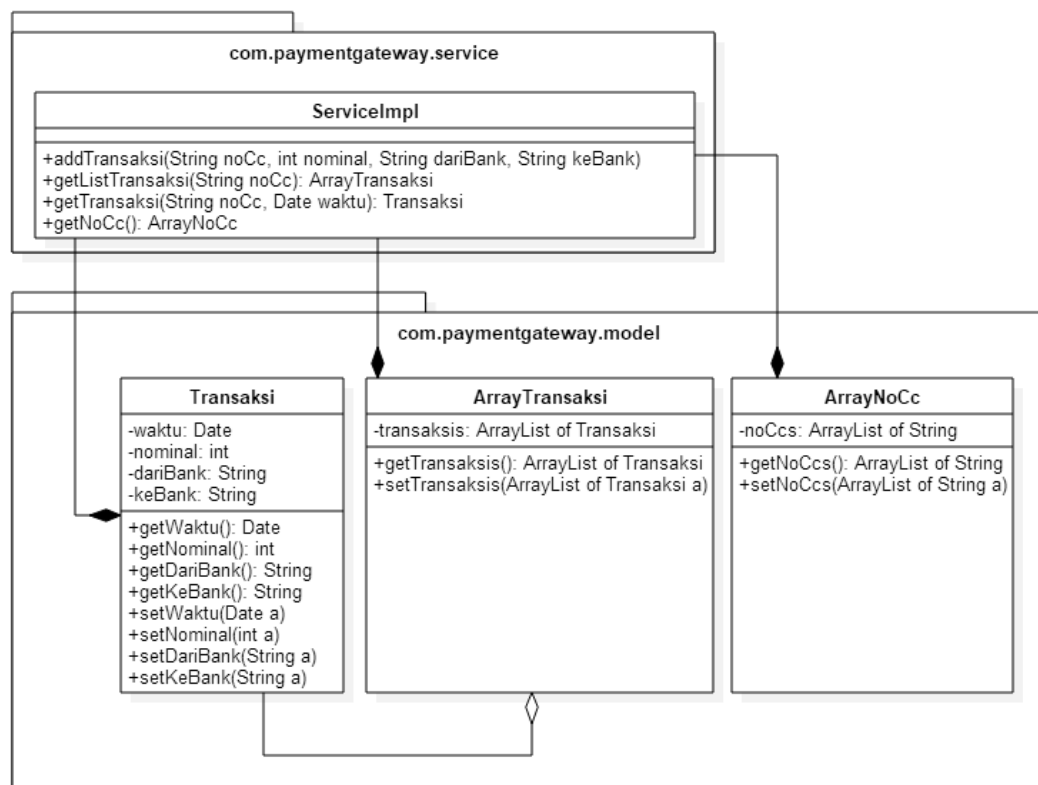 com.paymentgateway.service
ServiceImpl
+addTransaksi(String noCc, int nominal, String dariBank, String keBank)
+getListTransaksi(String noCc): ArrayTransaksi
+getTransaksi(String noCc, Date waktu): Transaksi
+getNoCc(): ArrayNoCc
com.paymentgateway.model
Transaksi
-waktu: Date
-nominal: int
-dariBank: String
-keBank: String
+getWaktu(): Date
+getNominal(): int
+getDariBank(): String
+getKeBank(): String
+setWaktu(Date a)
+setNominal(int a)
+setDariBank(String a)
+setKeBank(String a)
ArrayTransaksi
-transaksis: ArrayList of Transaksi
+getTransaksis(): ArrayList of Transaksi
+setTransaksis(ArrayList of Transaksi a)
ArrayNoCc
-noCcs: ArrayList of String
+getNoCcs(): ArrayList of String
+setNoCcs(ArrayList of String a)